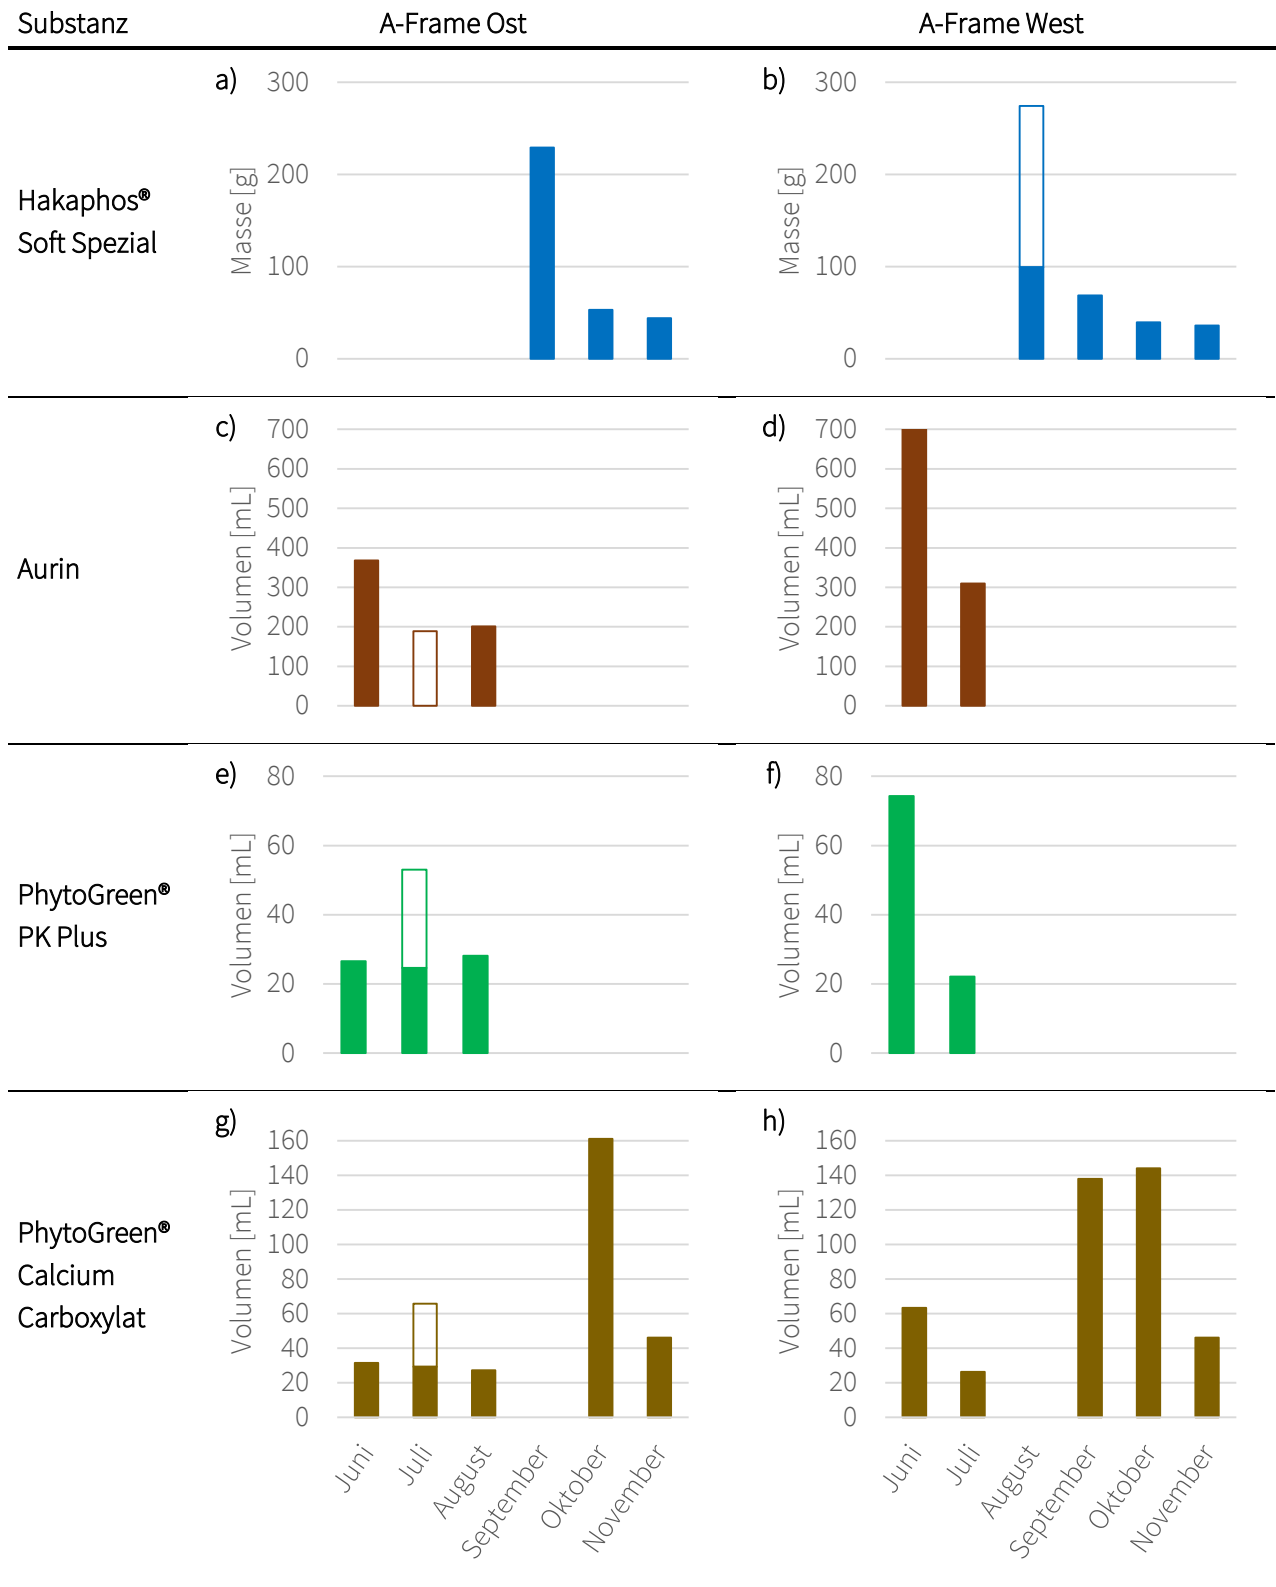 Substanz A-Frame Ost A-Frame West
Hakaphos®
Soft Spezial
a)
Masse [g]
300
200
100
0
b)
Masse [g]
300
200
100
0
Aurin
c)
Volumen [mL]
700
600
500
400
300
200
100
0
d)
Volumen [mL]
700
600
500
400
300
200
100
0
PhytoGreen®
PK Plus
e)
Volumen [mL]
80
60
40
20
0
f)
Volumen [mL]
80
60
40
20
0
PhytoGreen®
Calcium
Carboxylat
g)
Volumen [mL]
160
140
120
100
80
60
40
20
0
Juni
Juli
August
September
Oktober
November
h)
Volumen [mL]
160
140
120
100
80
60
40
20
0
Juni
Juli
August
September
Oktober
November